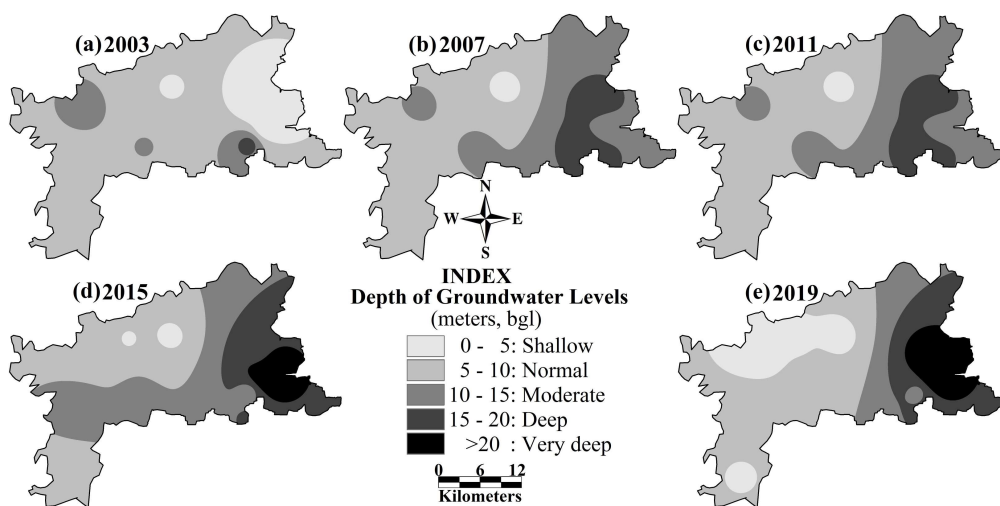 (a) 2003
(b) 2007
(c) 2011
N
W E
S
(d) 2015
INDEX
Depth of Groundwater Levels
(meters, bgl)
0 - 5: Shallow
5 - 10: Normal
10 - 15: Moderate
15 - 20: Deep
>20 : Very deep
0 6 12
Kilometers
(e) 2019